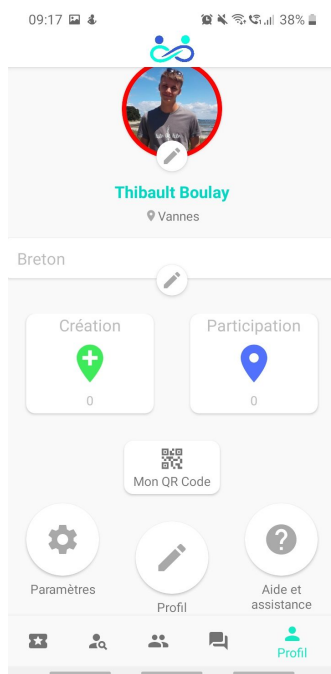 09:17 38%
Thibault Boulay
Vannes
Breton
Création Participation
0 0
Mon QR Code
Paramètres
Profil
Aide et
assistance
Profil